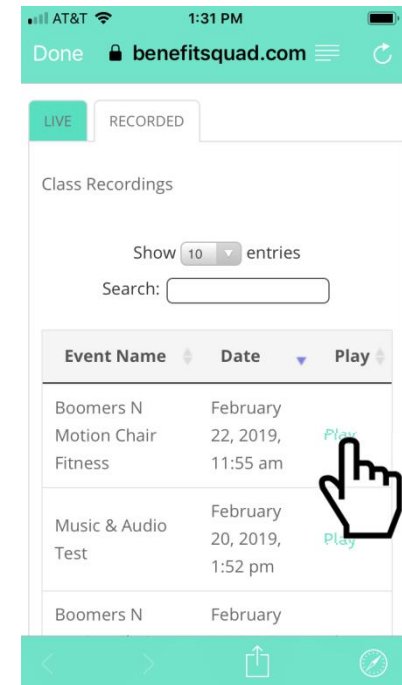 AT&T 1:31 PM
Done benefitsquad.com
LIVE RECORDED
Class Recordings
Show 10 entries
Search:
Event Name Date Play
Boomers N February
Motion Chair 22, 2019, Play
Fitness 11:55 am
Music & Audio February
Test 20, 2019, Play
1:52 pm
Boomers N February